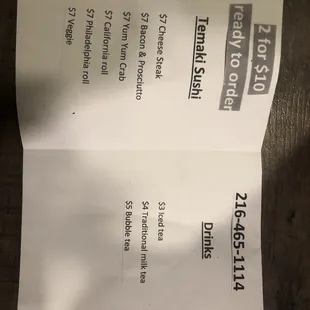 2 for $10
ready to order
Temaki Sushi
$7 Cheese Steak
$7 Bacon & Prosciutto
$7 Yum Yum Crab
$7 California roll
$7 Philadelphia roll
$7 Veggie
216-465-1114
Drinks
$3 Iced tea
$4 Traditional milk tea
$5 Bubble tea